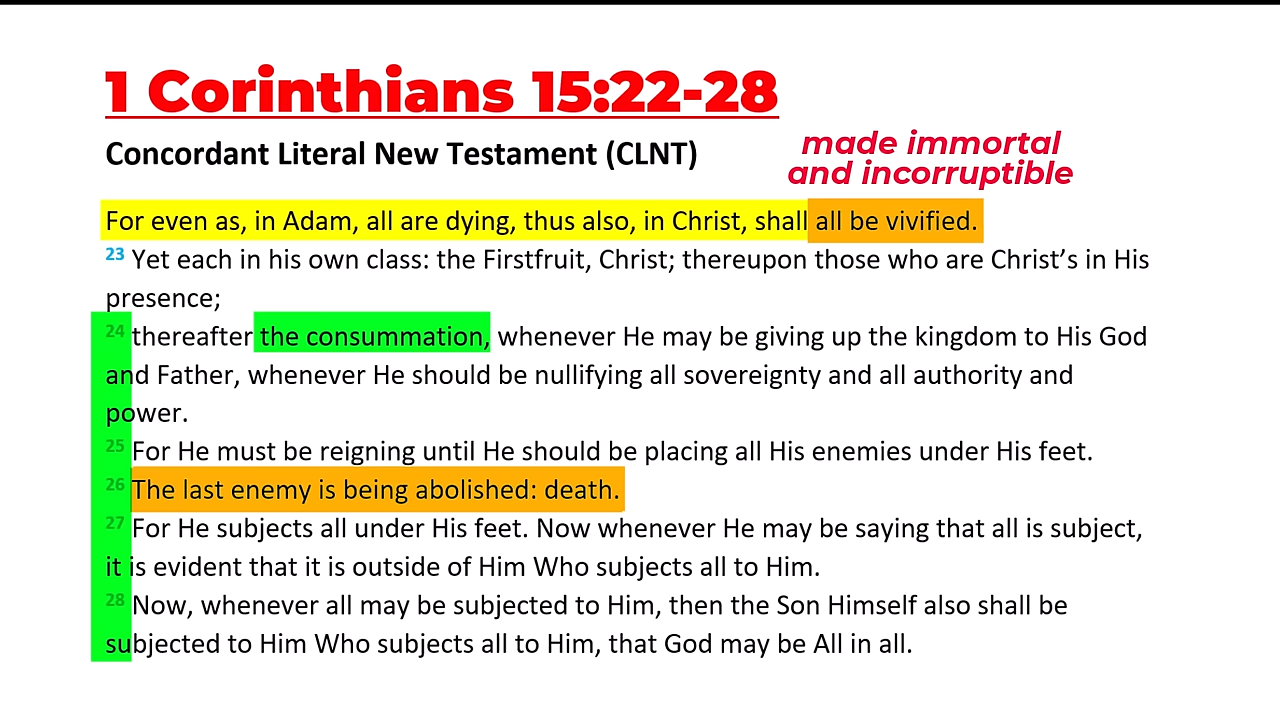 1 Corinthians 15:22-28
Concordant Literal New Testament (CLNT)
made immortal
and incorruptible
For even as, in Adam, all are dying, thus also, in Christ, shall all be vivified.
23 Yet each in his own class: the Firstfruit, Christ; thereupon those who are Christ’s in His
presence;
24 thereafter the consummation, whenever He may be giving up the kingdom to His God
and Father, whenever He should be nullifying all sovereignty and all authority and
power.
25 For He must be reigning until He should be placing all His enemies under His feet.
26 The last enemy is being abolished: death.
27 For He subjects all under His feet. Now whenever He may be saying that all is subject,
it is evident that it is outside of Him Who subjects all to Him.
28 Now, whenever all may be subjected to Him, then the Son Himself also shall be
subjected to Him Who subjects all to Him, that God may be All in all.